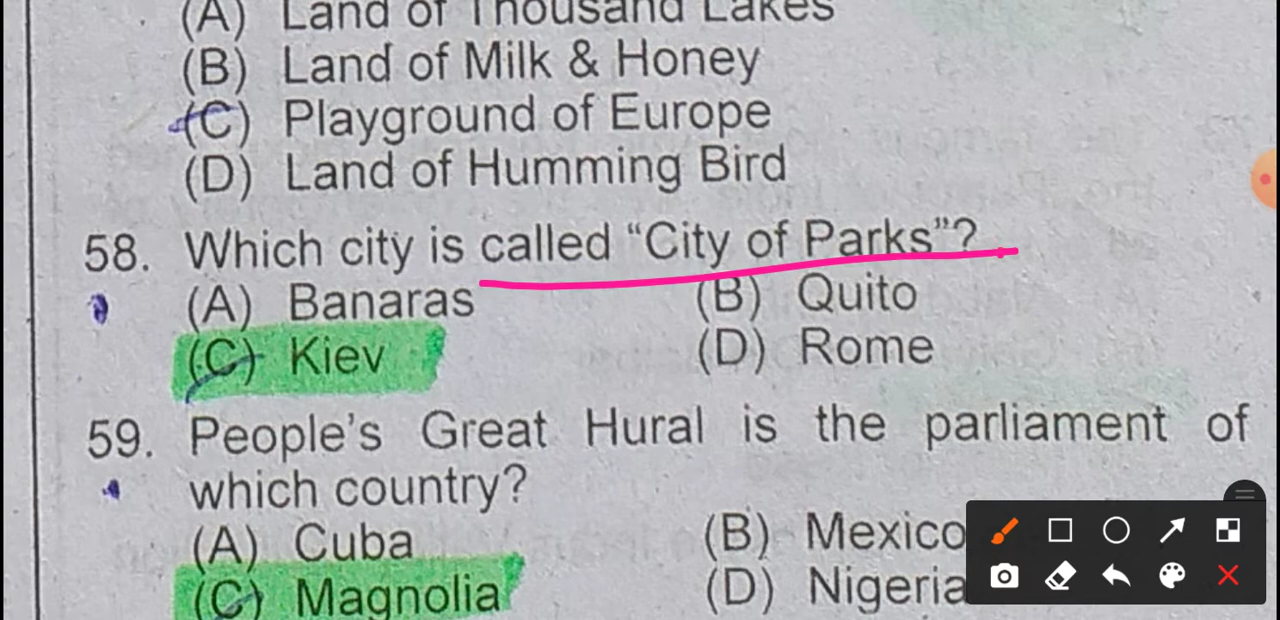 (A) Land of Thousand Lakes
(B) Land of Milk & Honey
(C) Playground of Europe
(D) Land of Humming Bird
58. Which city is called “City of Parks”?
(A) Banaras (B) Quito
(C) Kiev (D) Rome
59. People’s Great Hural is the parliament of
which country?
(A) Cuba (B) Mexico
(C) Magnolia (D) Nigeria